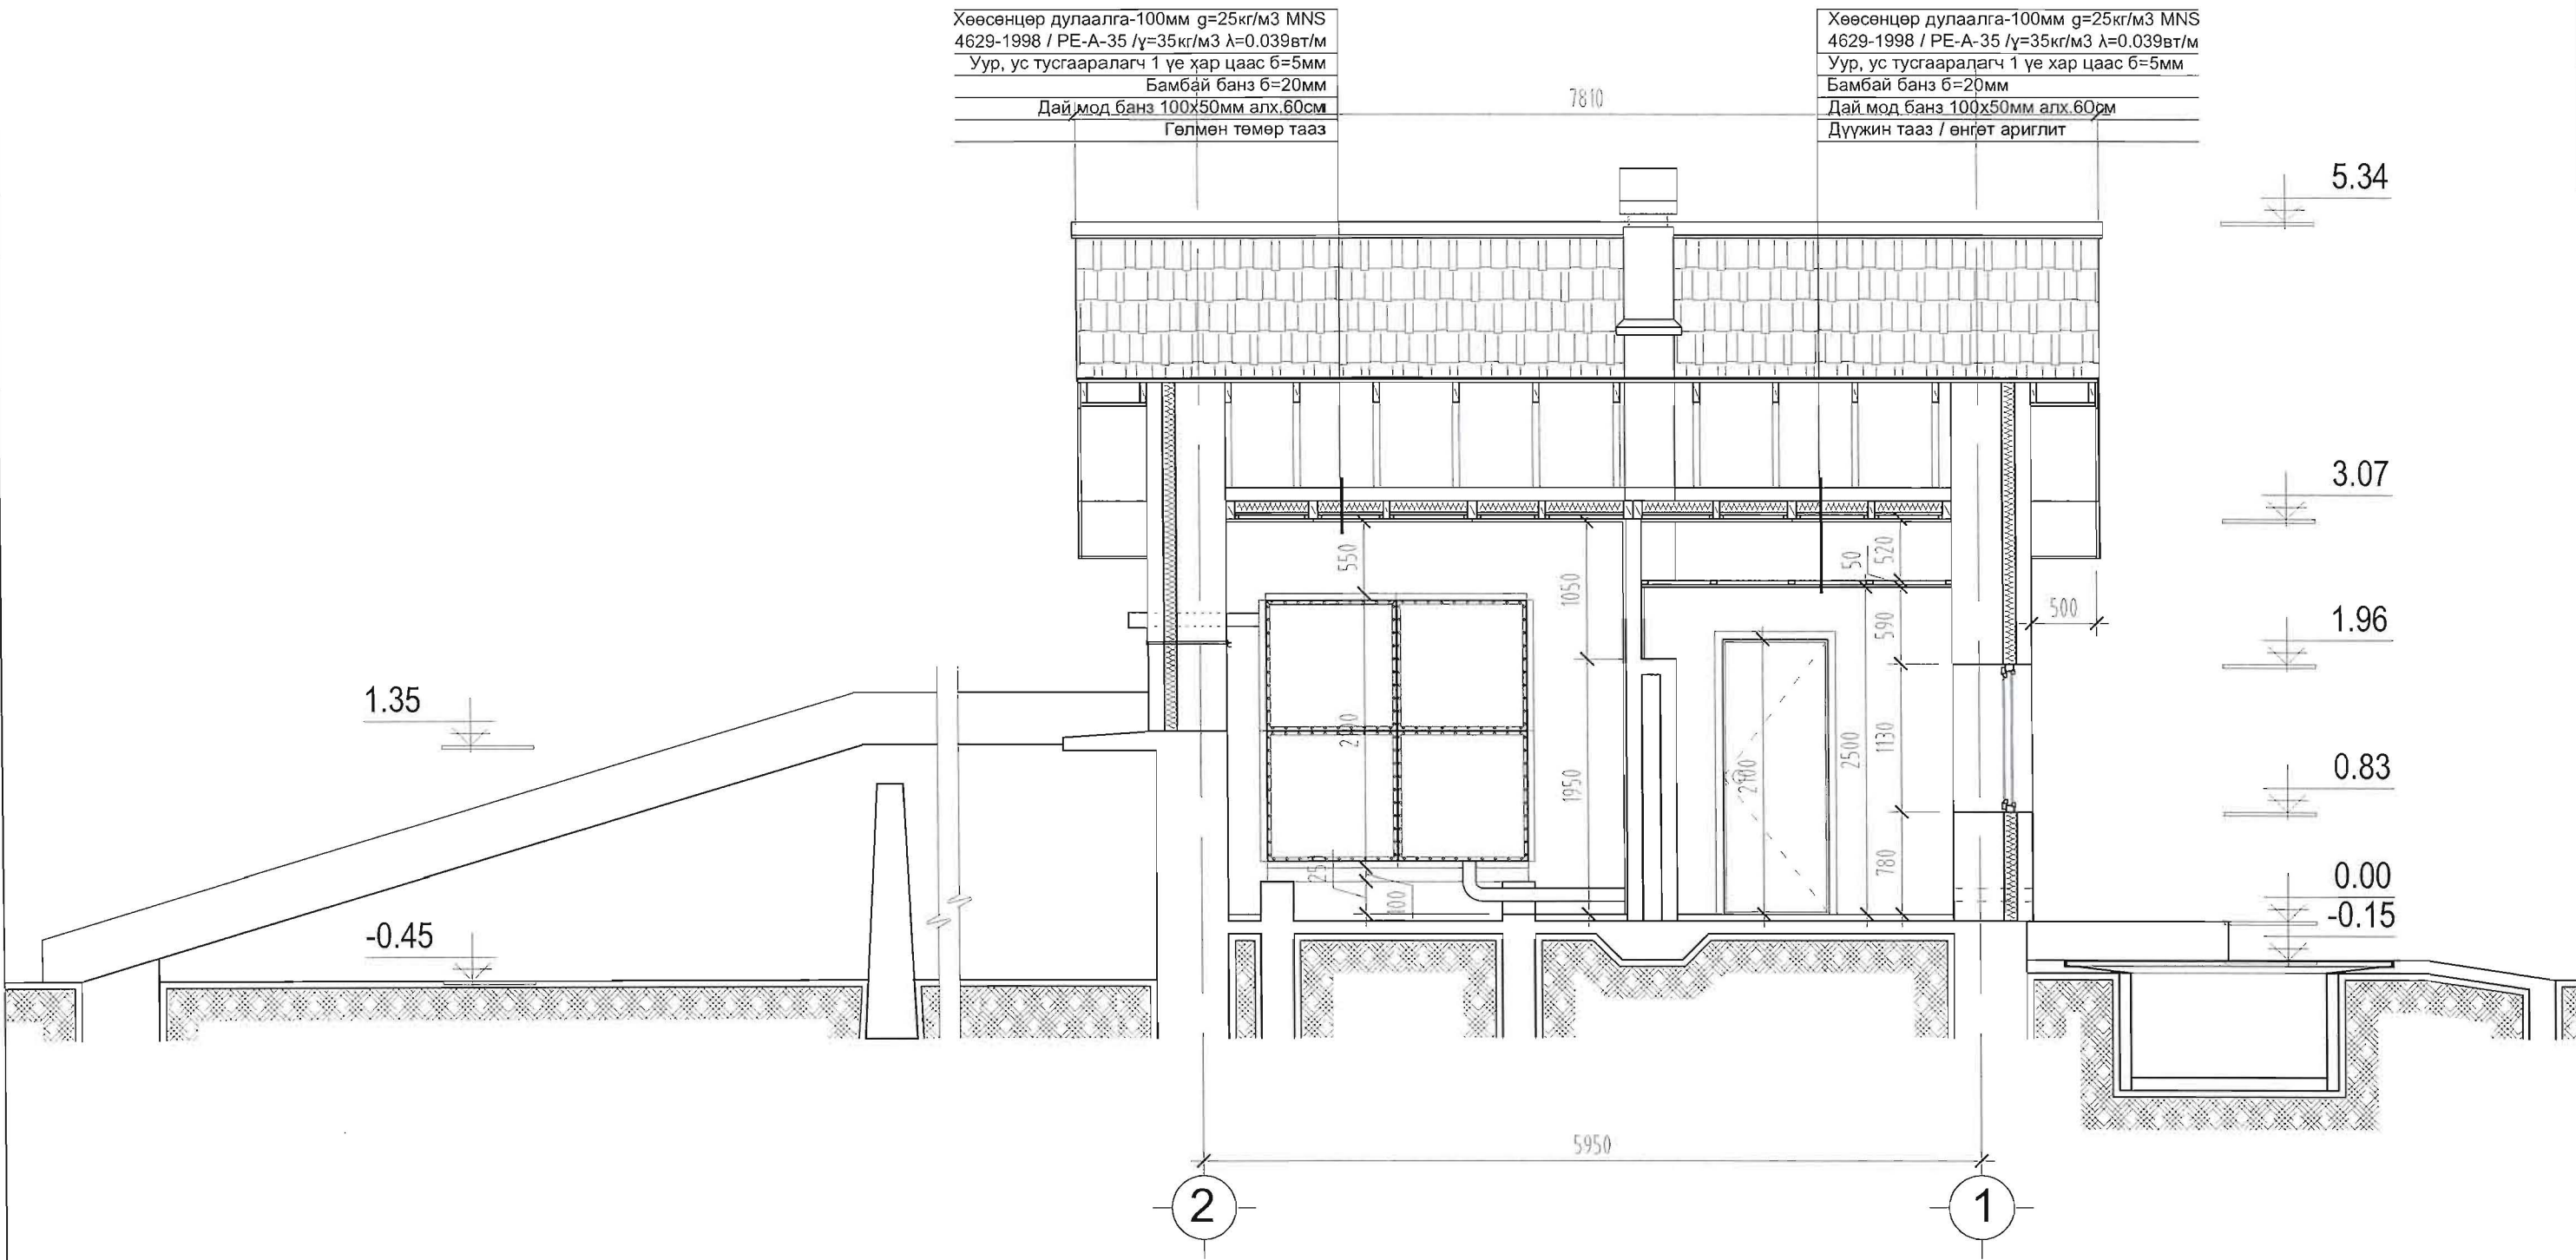 Хөөсөнцөр дулаалга-100мм g=25кг/м3 MNS
4629-1998 / PE-A-35 /γ=35кг/м3 λ=0.039вт/м
Уур, ус тусгааралагч 1 үе хар цаас б=5мм
Бамбай банз б=20мм
Дай мод банз 100х50мм алх.60см
Гөлмөн төмөр тааз
Хөөсөнцөр дулаалга-100мм g=25кг/м3 MNS
4629-1998 / PE-A-35 /γ=35кг/м3 λ=0.039вт/м
Уур, ус тусгааралагч 1 үе хар цаас б=5мм
Бамбай банз б=20мм
Дай мод банз 100х50мм алх.60см
Дүүжин тааз / өнгөт ариглит
7810
5.34
3.07
550
1050
50
520
590
500
1.96
1.35
2500
1130
1950
2100
0.83
780
0.00
-0.15
-0.45
5950
2
1